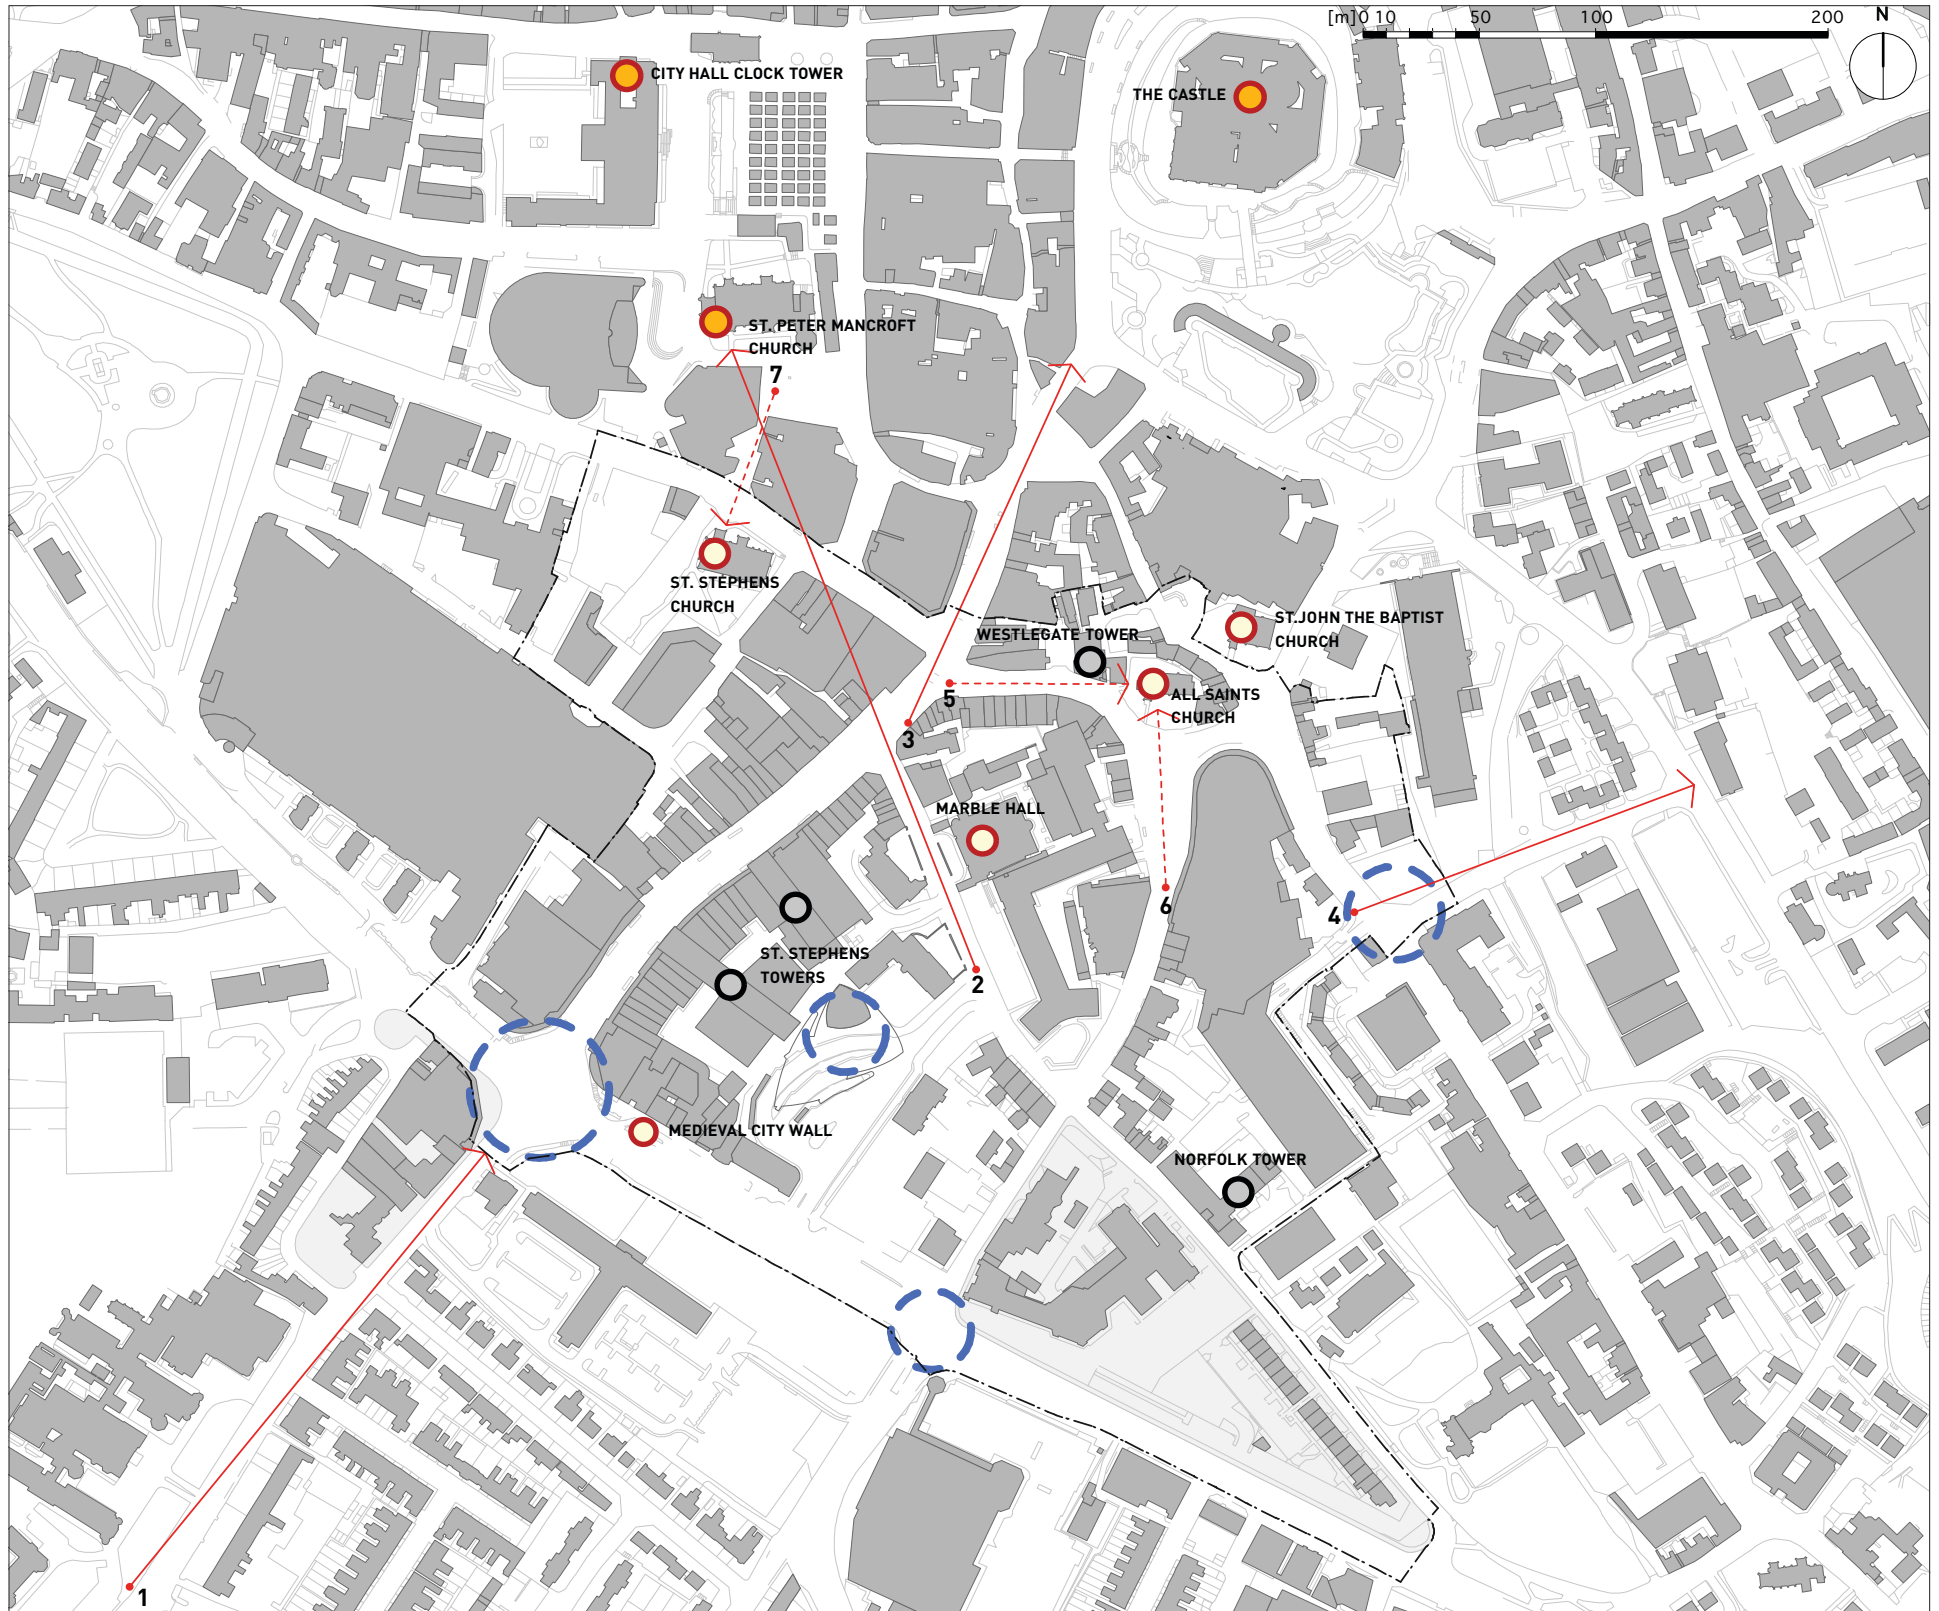 [m] 0 10 50 100 200 N
CITY HALL CLOCK TOWER
THE CASTLE
ST. PETER MANCROFT
CHURCH
7
ST. STEPHENS
CHURCH
ST.JOHN THE BAPTIST
CHURCH
WESTLEGATE TOWER
5
ALL SAINTS
CHURCH
3
MARBLE HALL
6
4
ST. STEPHENS
TOWERS
2
MEDIEVAL CITY WALL
NORFOLK TOWER
1